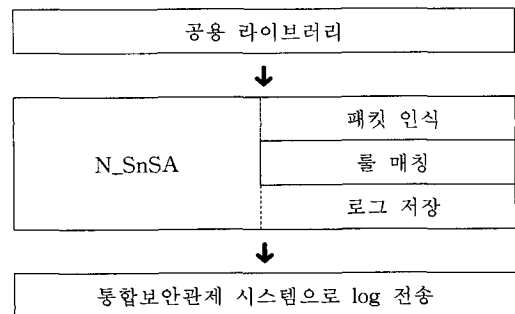 공용 라이브러리
N_SnSA
패킷 인식
룰 매칭
로그 저장
통합보안관제 시스템으로 log 전송